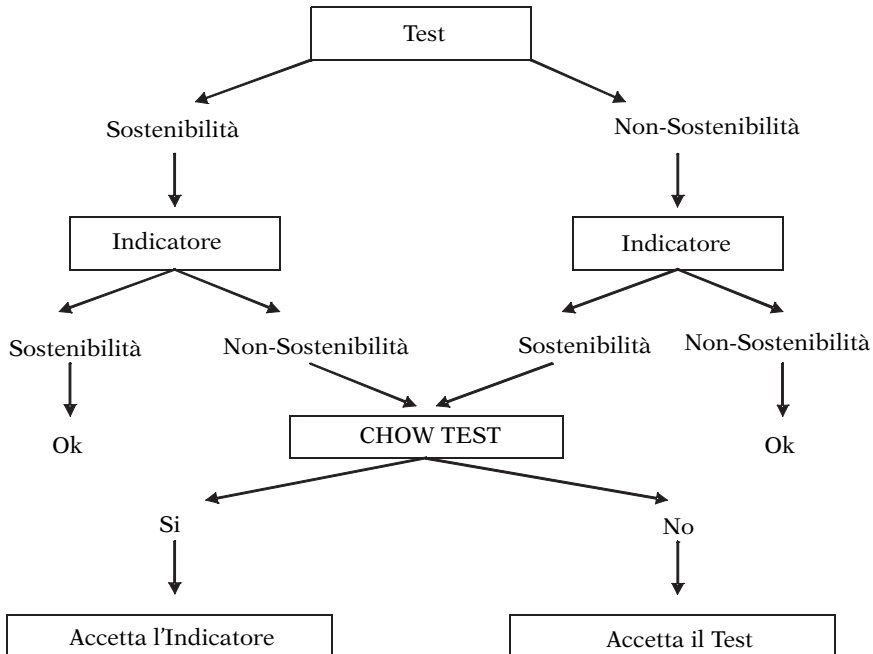 Test
Sostenibilità
Non-Sostenibilità
Indicatore
Indicatore
Sostenibilità
Non-Sostenibilità
Sostenibilità
Non-Sostenibilità
Ok
CHOW TEST
Ok
Si
No
Accetta l'Indicatore
Accetta il Test